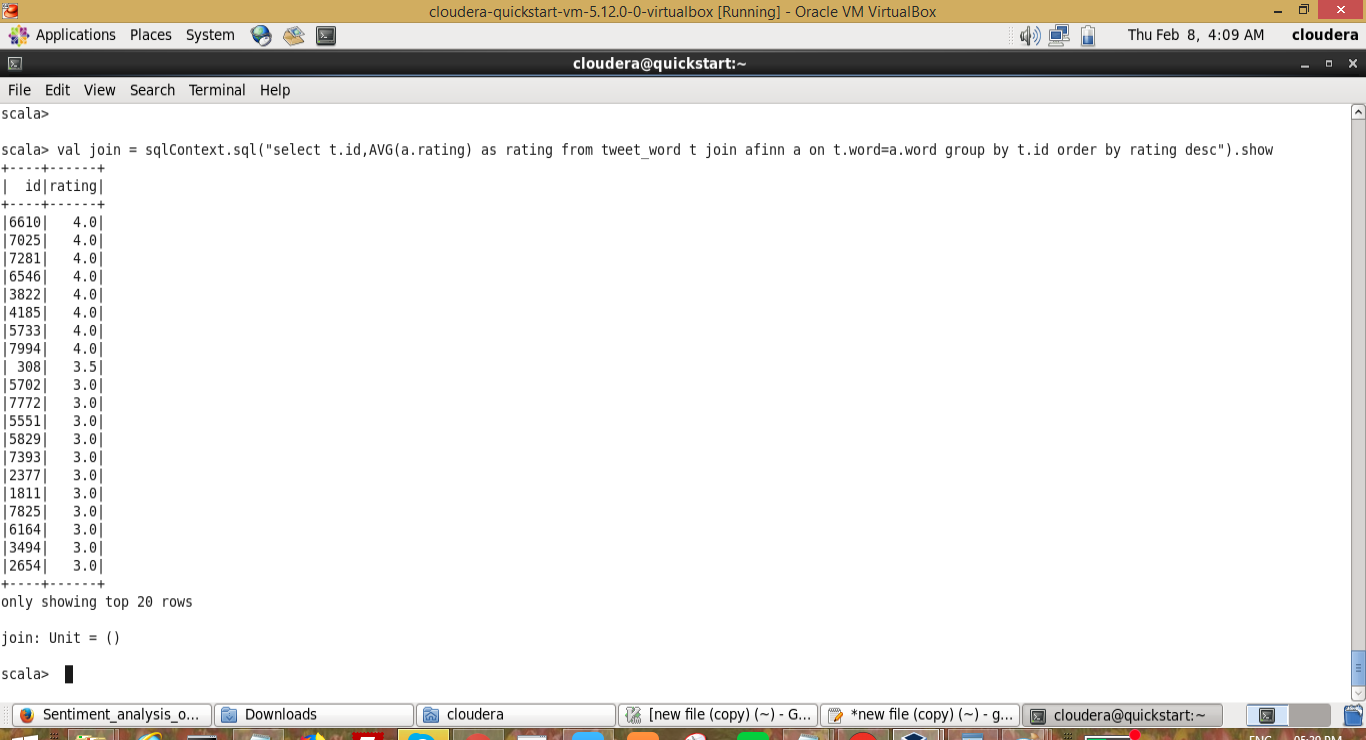 cloudera-quickstart-vm-5.12.0-0-virtualbox [Running] - Oracle VM VirtualBox
Applications Places System Thu Feb 8, 4:09 AM cloudera
cloudera@quickstart:~
File Edit View Search Terminal Help
scala>
scala> val join = sqlContext.sql("select t.id,AVG(a.rating) as rating from tweet_word t join afinn a on t.word=a.word group by t.id order by rating desc").show
+----+------+
|  id|rating|
+----+------+
|6610|   4.0|
|7025|   4.0|
|7281|   4.0|
|6546|   4.0|
|3822|   4.0|
|4185|   4.0|
|5733|   4.0|
|7994|   4.0|
| 308|   3.5|
|5702|   3.0|
|7772|   3.0|
|5551|   3.0|
|5829|   3.0|
|7393|   3.0|
|2377|   3.0|
|1811|   3.0|
|7825|   3.0|
|6164|   3.0|
|3494|   3.0|
|2654|   3.0|
+----+------+
only showing top 20 rows
join: Unit = ()
scala>
Sentiment_analysis_o... Downloads cloudera [new file (copy) (~) - G... *new file (copy) (~) - g... cloudera@quickstart:~